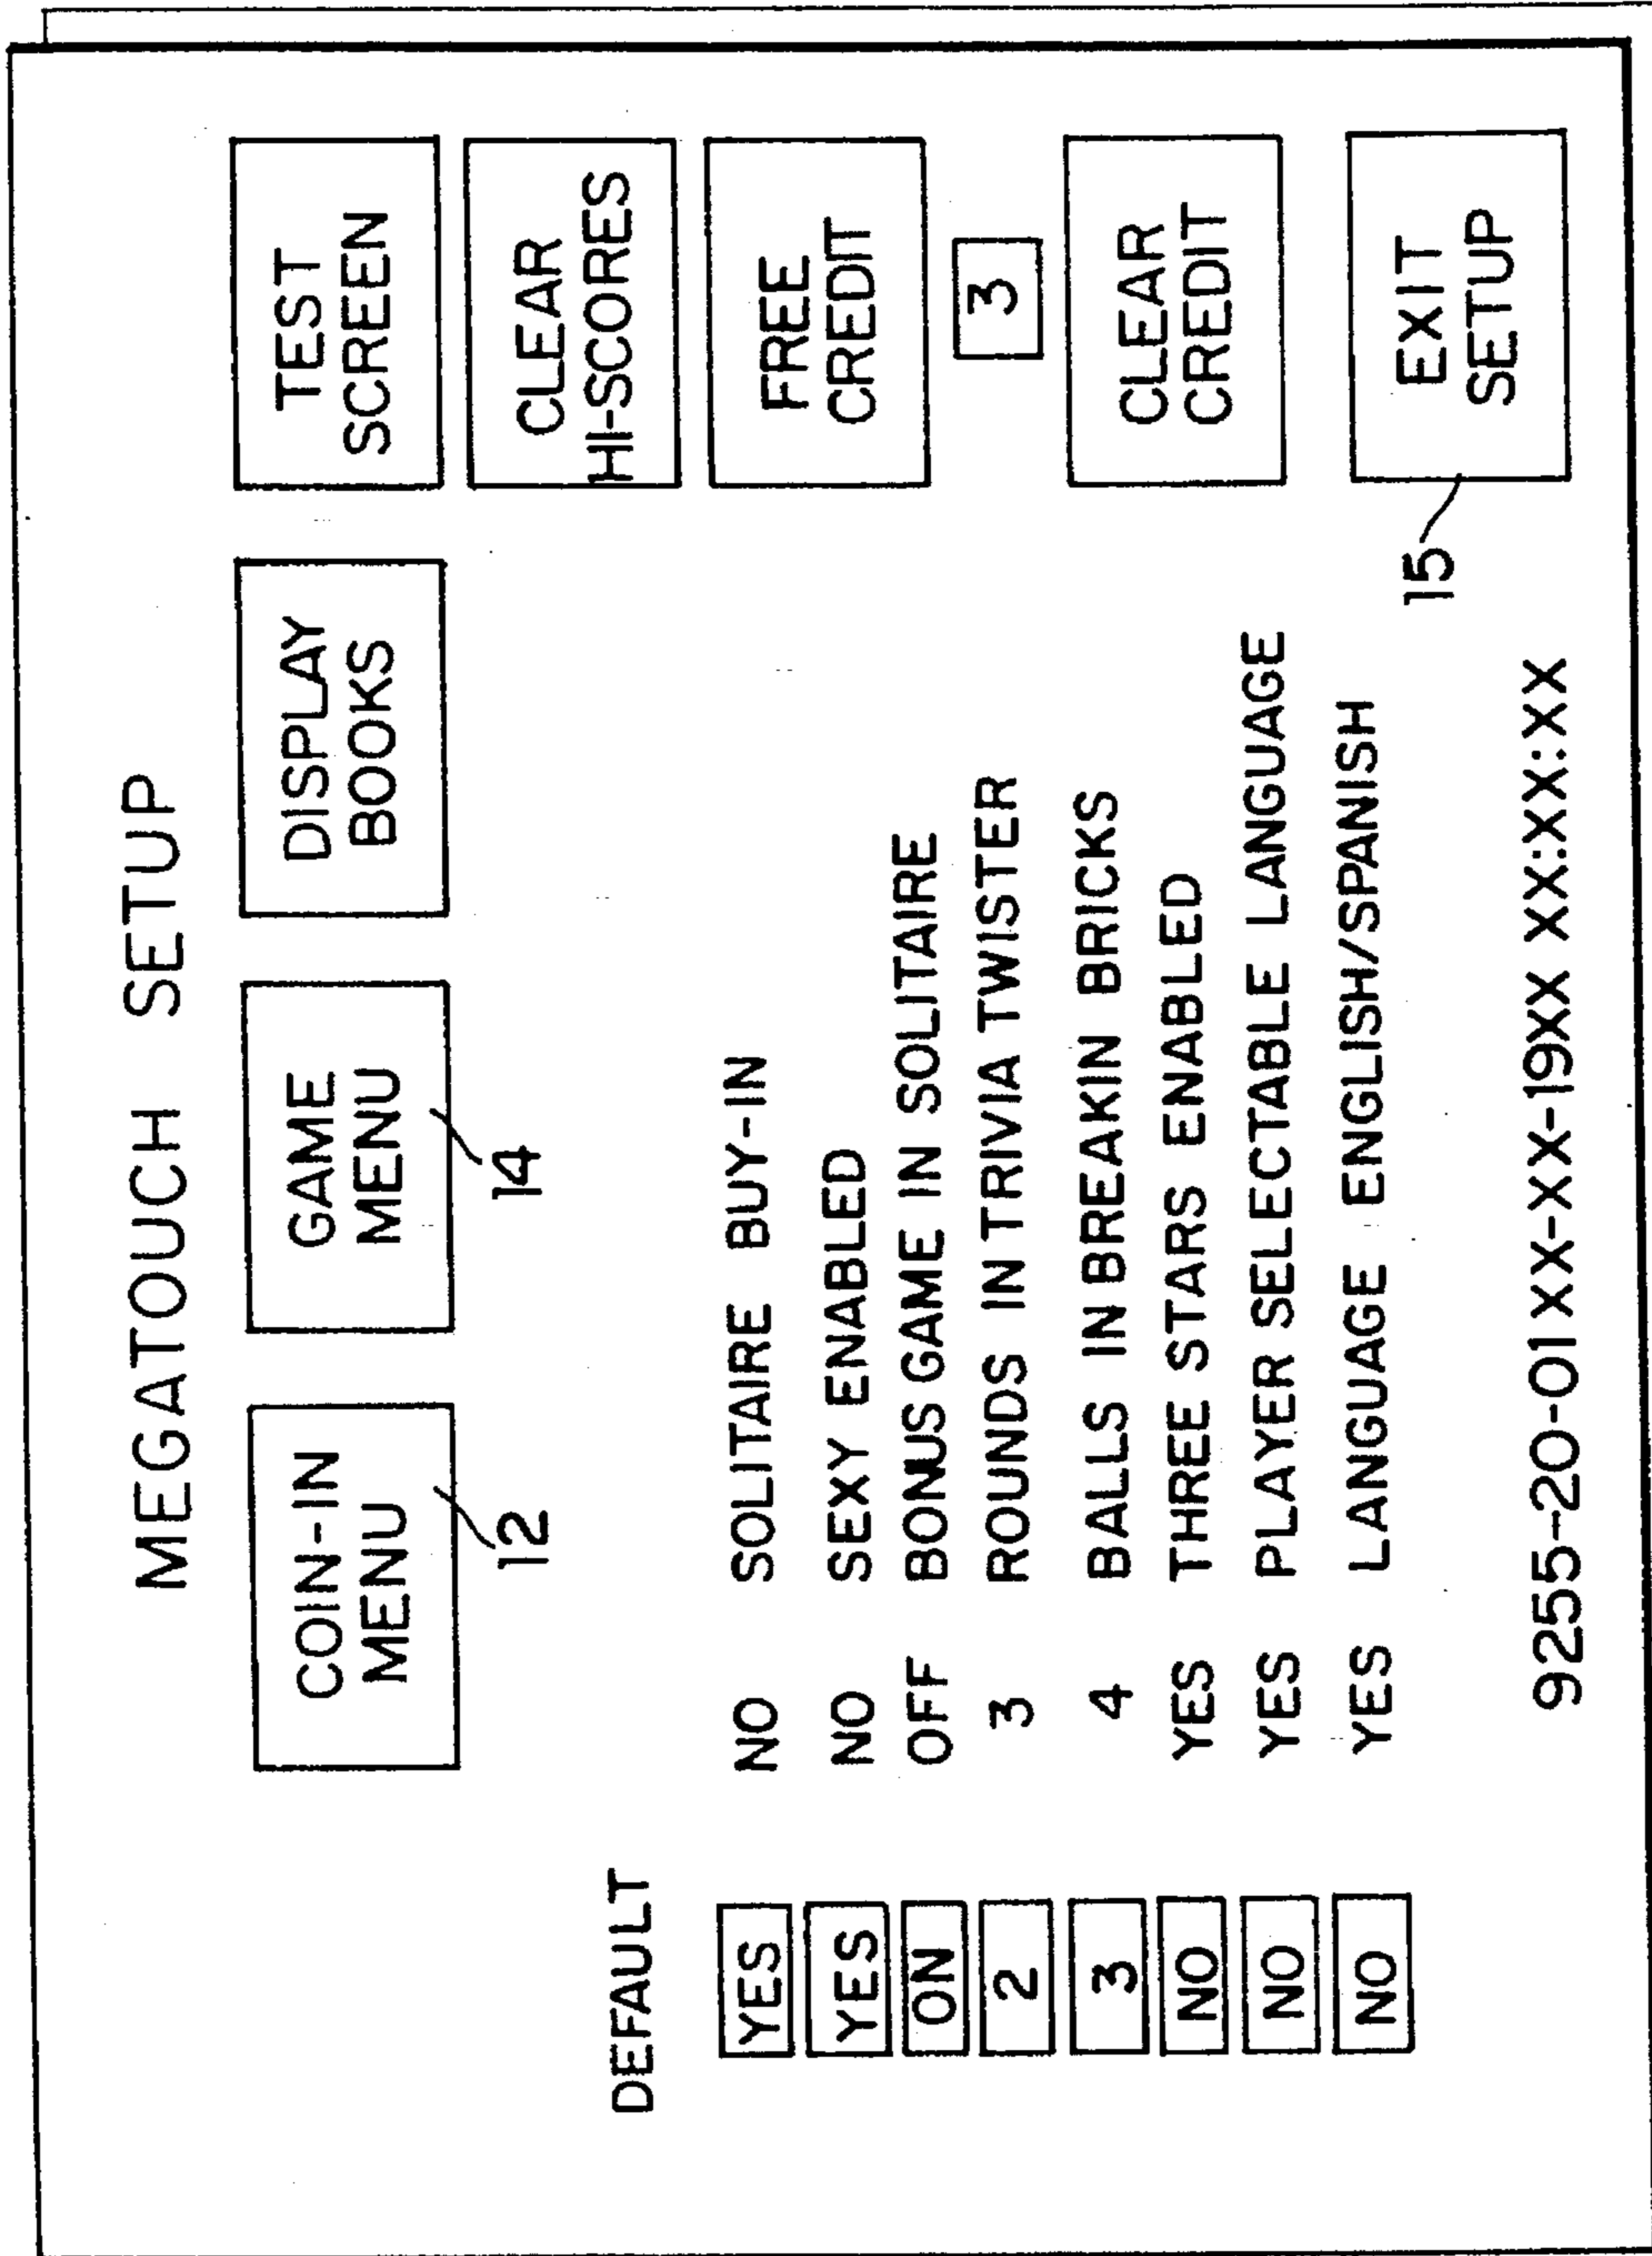 MEGATOUCH SETUP
COIN-IN
MENU
12
GAME
MENU
14
DISPLAY
BOOKS
TEST
SCREEN
CLEAR
HI-SCORES
FREE
CREDIT
3
CLEAR
CREDIT
EXIT
SETUP
15
DEFAULT
YES NO SOLITAIRE BUY-IN
YES NO SEXY ENABLED
ON OFF BONUS GAME IN SOLITAIRE
2 3 ROUNDS IN TRIVIA TWISTER
3 4 BALLS IN BREAKIN BRICKS
NO YES THREE STARS ENABLED
NO YES PLAYER SELECTABLE LANGUAGE
NO YES LANGUAGE ENGLISH/SPANISH
9255-20-01 XX-XX-19XX XX:XX:XX